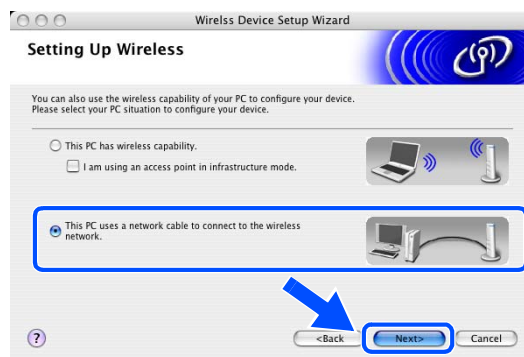 Wirelss Device Setup Wizard
Setting Up Wireless
You can also use the wireless capability of your PC to configure your device.
Please select your PC situation to configure your device.
This PC has wireless capability.
I am using an access point in infrastructure mode.
This PC uses a network cable to connect to the wireless
network.
?
<Back Next> Cancel